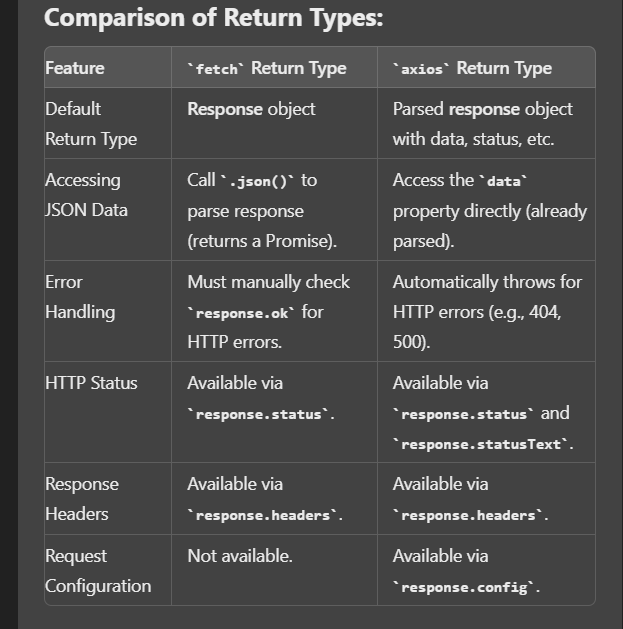 Comparison of Return Types:
Feature
`fetch` Return Type
`axios` Return Type
Default
Return Type
Response object
Parsed response object
with data, status, etc.
Accessing
JSON Data
Call `.json()` to
parse response
(returns a Promise).
Access the `data`
property directly (already
parsed).
Error
Handling
Must manually check
`response.ok` for
HTTP errors.
Automatically throws for
HTTP errors (e.g., 404,
500).
HTTP Status
Available via
`response.status`.
Available via
`response.status` and
`response.statusText`.
Response
Headers
Available via
`response.headers`.
Available via
`response.headers`.
Request
Configuration
Not available.
Available via
`response.config`.